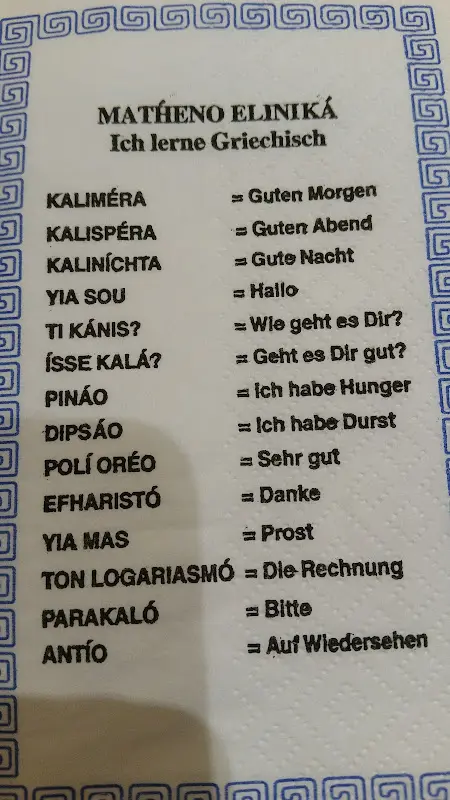 MATHENO ELINIKÁ
Ich lerne Griechisch
KALIMÉRA = Guten Morgen
KALISPÉRA = Guten Abend
KALINÍCHTA = Gute Nacht
YIA SOU = Hallo
TI KÁNIS? = Wie geht es Dir?
ÍSSE KALÁ? = Geht es Dir gut?
PINÁO = Ich habe Hunger
DIPSÁO = Ich habe Durst
POLÍ ORÉO = Sehr gut
EFHARISTÓ = Danke
YIA MAS = Prost
TON LOGARIASMÓ = Die Rechnung
PARAKALÓ = Bitte
ANTÍO = Auf Wiedersehen